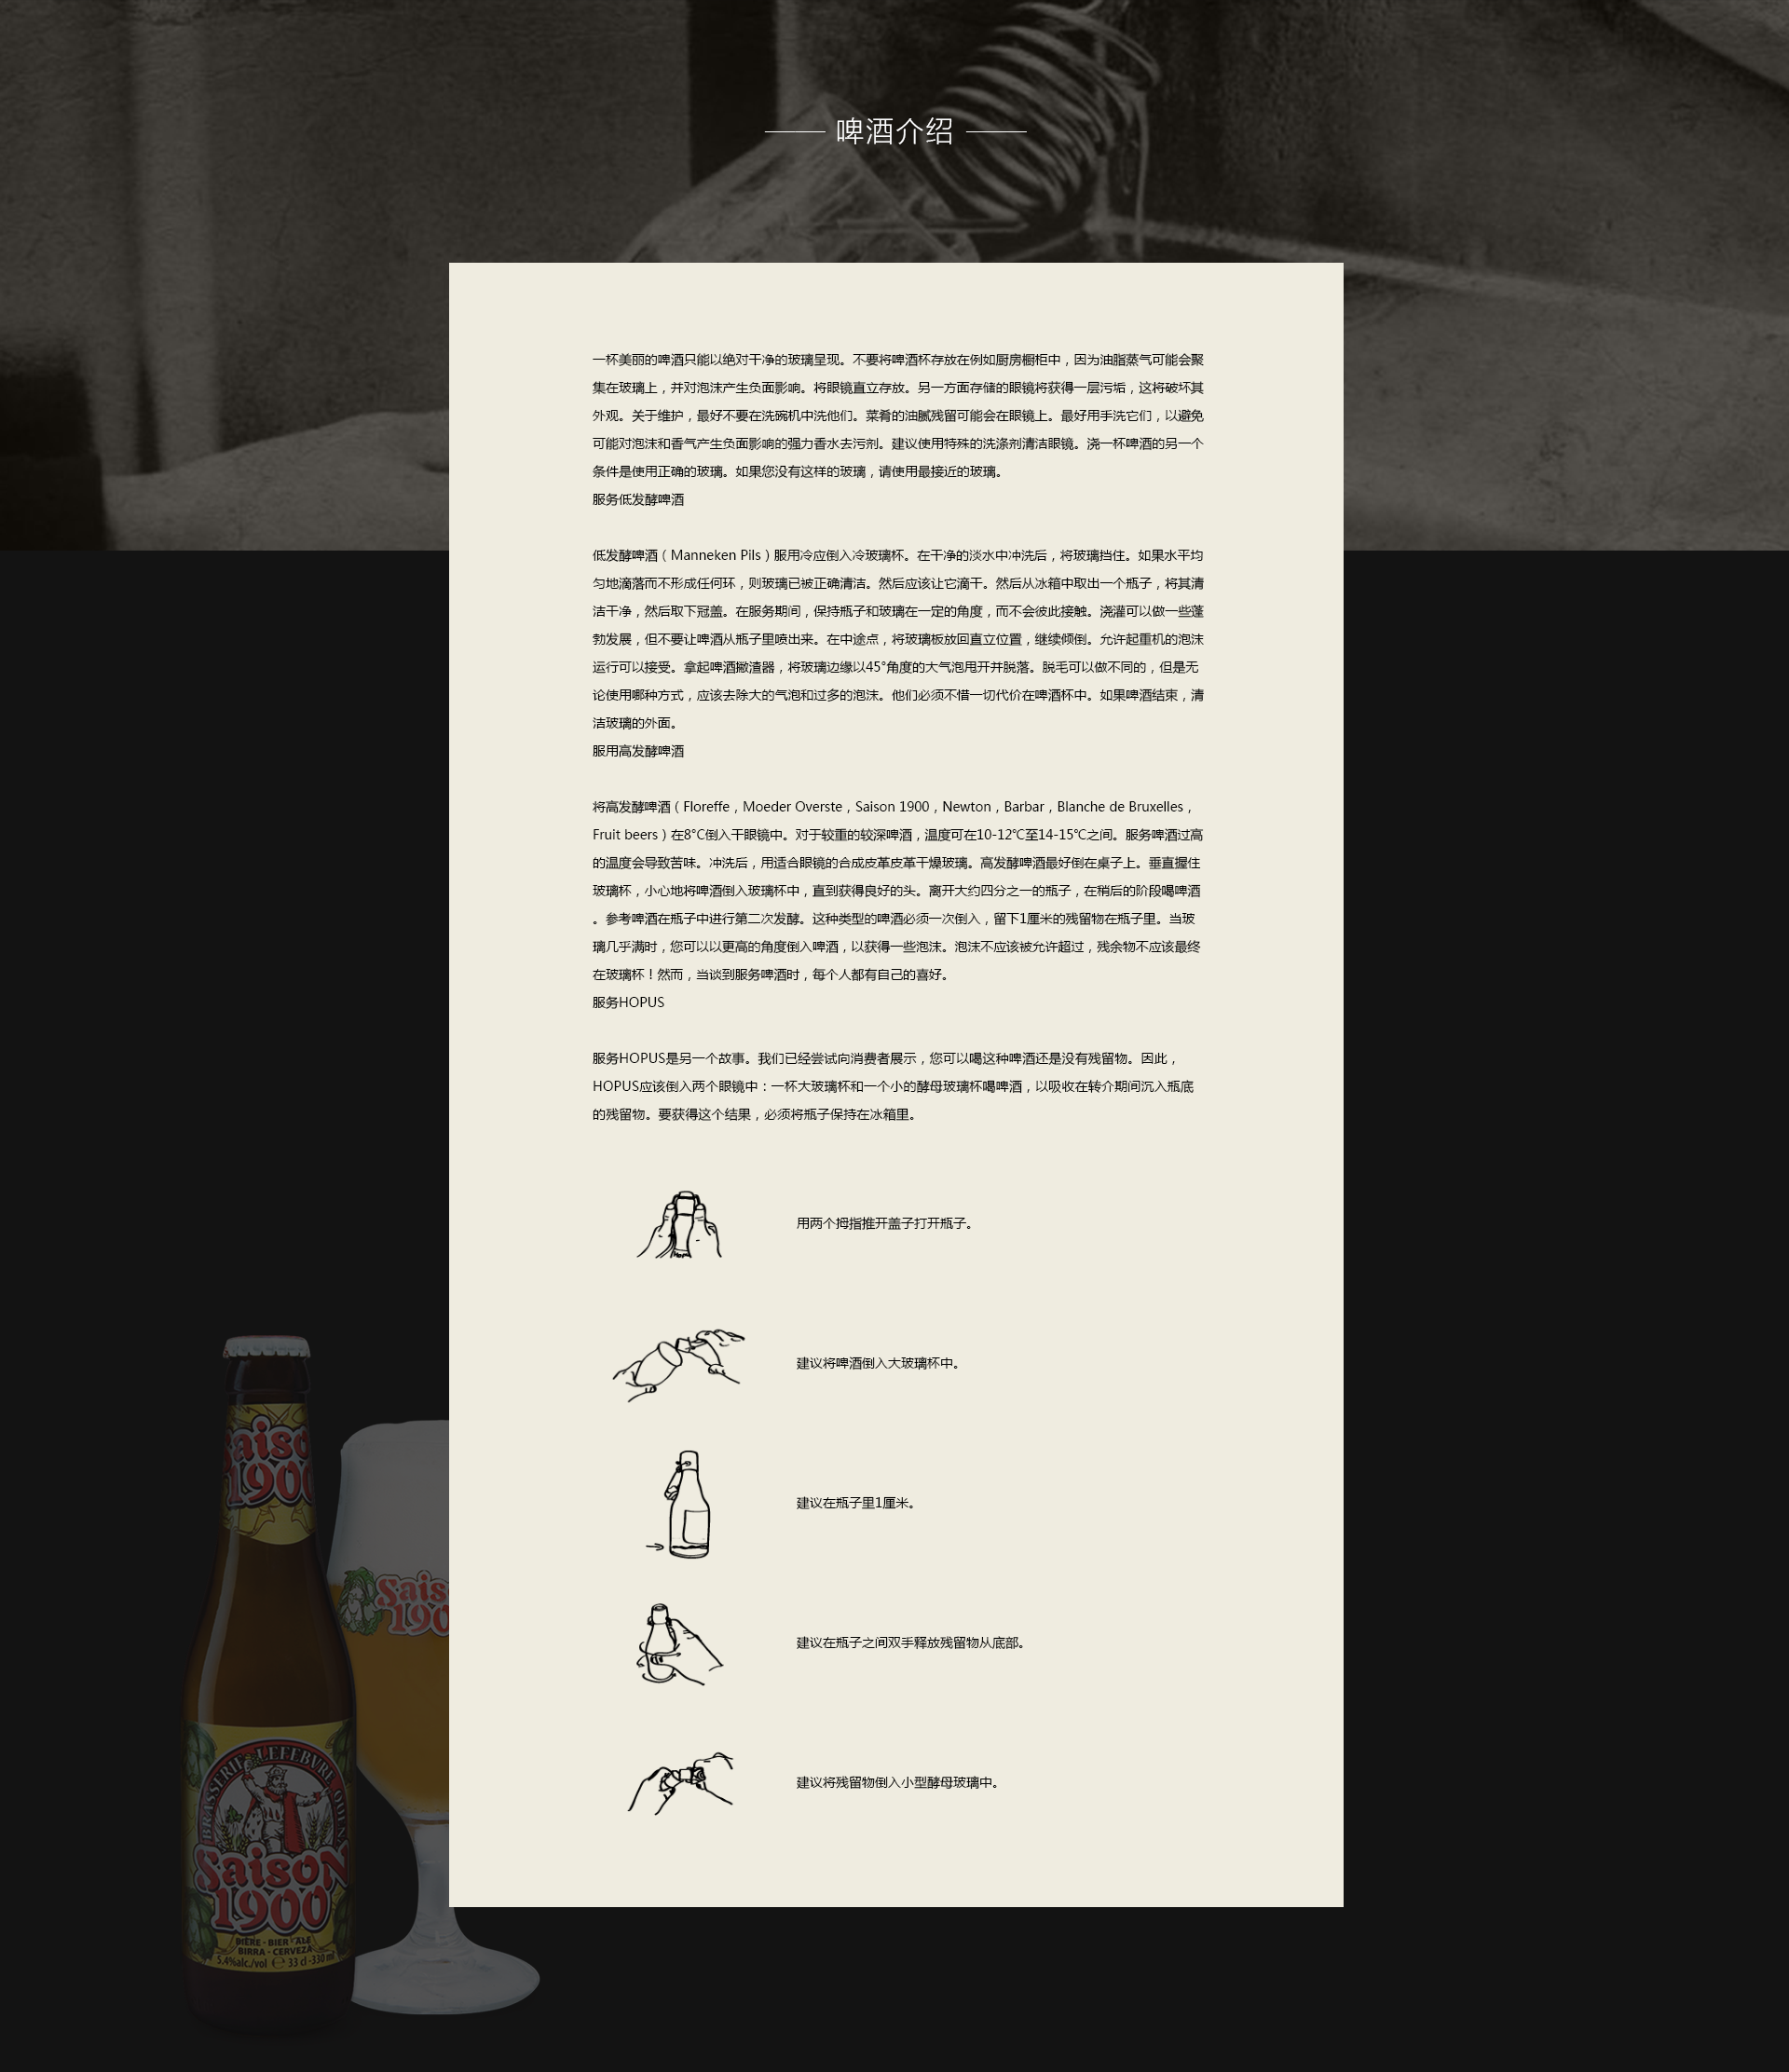 啤酒介绍
一杯美丽的啤酒只能以绝对干净的玻璃呈现。不要将啤酒杯存放在例如厨房橱柜中，因为油脂蒸气可能会聚
集在玻璃上，并对泡沫产生负面影响。将眼镜直立存放。另一方面存储的眼镜将获得一层污垢，这将破坏其
外观。关于维护，最好不要在洗碗机中洗他们。菜肴的油腻残留可能会在眼镜上。最好用手洗它们，以避免
可能对泡沫和香气产生负面影响的强力香水去污剂。建议使用特殊的洗涤剂清洁眼镜。浇一杯啤酒的另一个
条件是使用正确的玻璃。如果您没有这样的玻璃，请使用最接近的玻璃。
服务低发酵啤酒
低发酵啤酒（Manneken Pils）服用冷应倒入冷玻璃杯。在干净的淡水中冲洗后，将玻璃挡住。如果水平均
匀地滴落而不形成任何环，则玻璃已被正确清洁。然后应该让它滴干。然后从冰箱中取出一个瓶子，将其清
洁干净，然后取下冠盖。在服务期间，保持瓶子和玻璃在一定的角度，而不会彼此接触。浇灌可以做一些蓬
勃发展，但不要让啤酒从瓶子里喷出来。在中途点，将玻璃板放回直立位置，继续倾倒。允许起重机的泡沫
运行可以接受。拿起啤酒撇渣器，将玻璃边缘以45°角度的大气泡甩开并脱落。脱毛可以做不同的，但是无
论使用哪种方式，应该去除大的气泡和过多的泡沫。他们必须不惜一切代价在啤酒杯中。如果啤酒结束，清
洁玻璃的外面。
服用高发酵啤酒
将高发酵啤酒（Floreffe，Moeder Overste，Saison 1900，Newton，Barbar，Blanche de Bruxelles，
Fruit beers）在8°C倒入干眼镜中。对于较重的较深啤酒，温度可在10-12℃至14-15℃之间。服务啤酒过高
的温度会导致苦味。冲洗后，用适合眼镜的合成皮革皮革干燥玻璃。高发酵啤酒最好倒在桌子上。垂直握住
玻璃杯，小心地将啤酒倒入玻璃杯中，直到获得良好的头。离开大约四分之一的瓶子，在稍后的阶段喝啤酒
。参考啤酒在瓶子中进行第二次发酵。这种类型的啤酒必须一次倒入，留下1厘米的残留物在瓶子里。当玻
璃几乎满时，您可以以更高的角度倒入啤酒，以获得一些泡沫。泡沫不应该被允许超过，残余物不应该最终
在玻璃杯！然而，当谈到服务啤酒时，每个人都有自己的喜好。
服务HOPUS
服务HOPUS是另一个故事。我们已经尝试向消费者展示，您可以喝这种啤酒还是没有残留物。因此，
HOPUS应该倒入两个眼镜中：一杯大玻璃杯和一个小的酵母玻璃杯喝啤酒，以吸收在转介期间沉入瓶底
的残留物。要获得这个结果，必须将瓶子保持在冰箱里。
用两个拇指推开盖子打开瓶子。
建议将啤酒倒入大玻璃杯中。
建议在瓶子里1厘米。
建议在瓶子之间双手释放残留物从底部。
建议将残留物倒入小型酵母玻璃中。
BRASSERIE LEFEBVRE QUENAST
Saison
1900
BIERE - BIER - ALE
BIRRA - CERVEZA
5,4%alc./vol ℮ 33 cl -330 ml